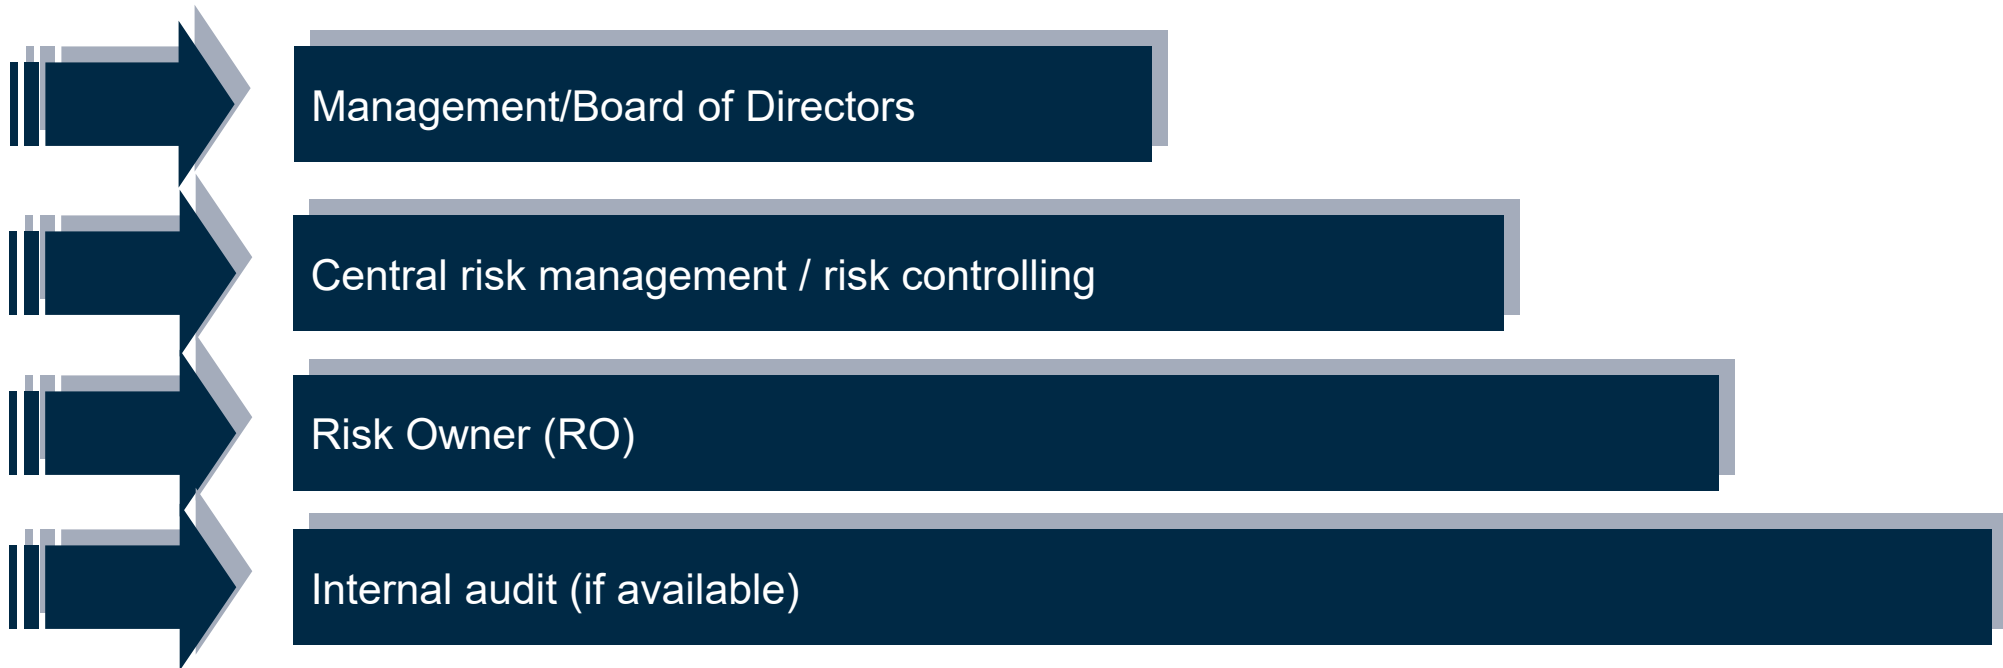 Management/Board of Directors
Central risk management / risk controlling
Risk Owner (RO)
Internal audit (if available)